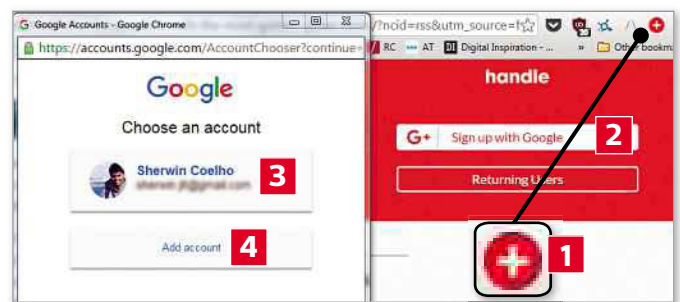 Google Accounts - Google Chrome
https://accounts.google.com/AccountChooser?continue=
Google
Choose an account
Sherwin Coelho
3
Add account
4
/?ncid=rss&utm_source=
RC
AT
DI Digital Inspiration - ...
»
Other bookm
handle
G+ Sign up with Google
2
Returning Users
1